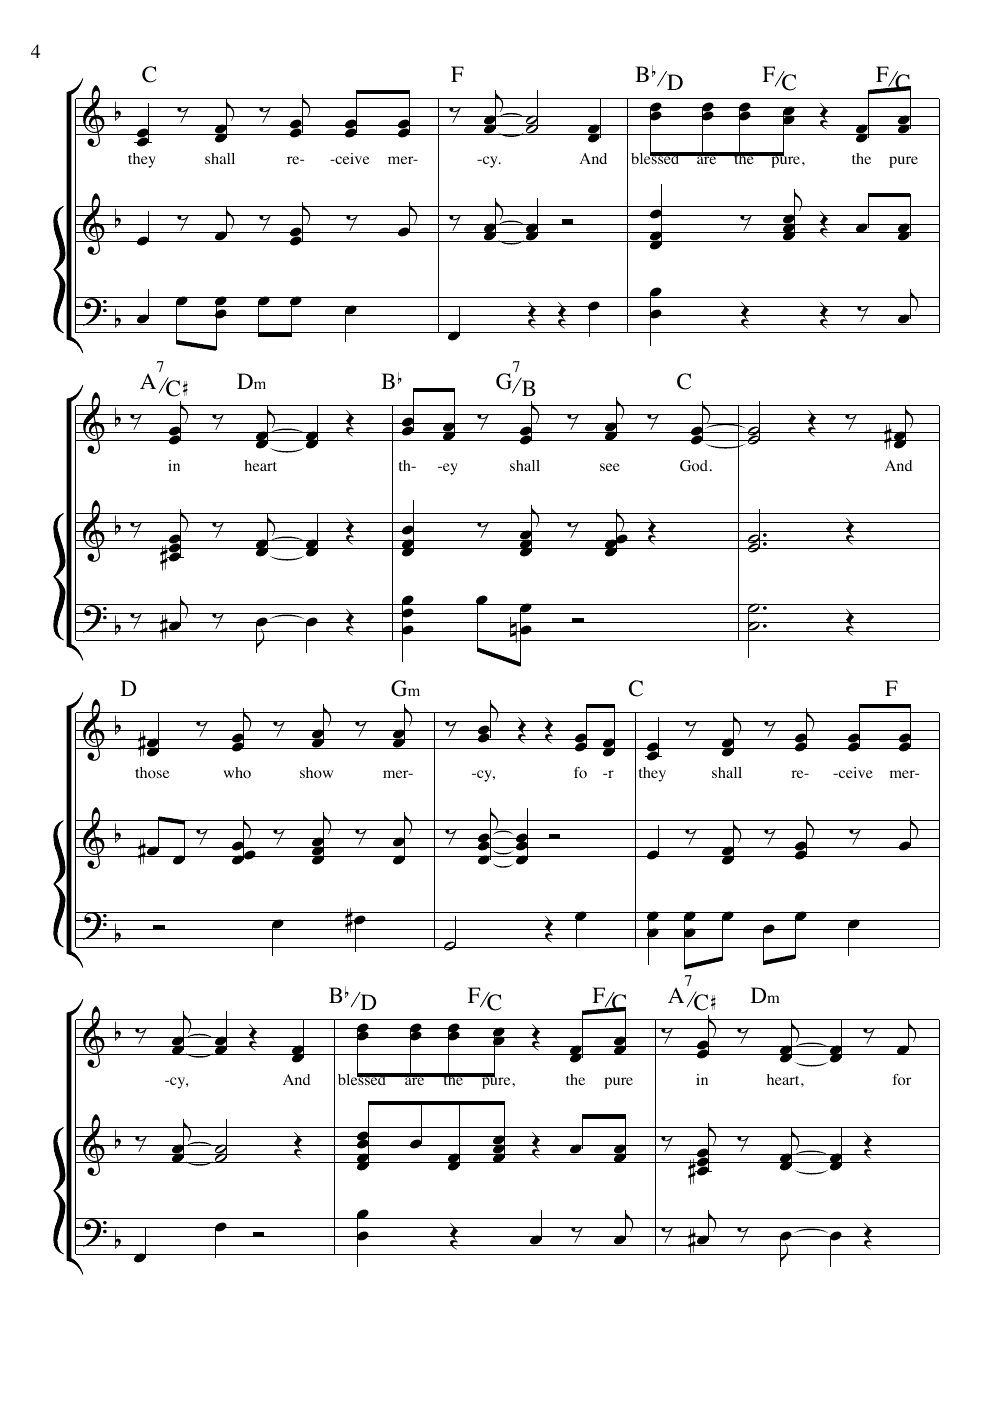 4
C F B♭/D F/C F/C
they shall re- -ceive mer- -cy. And blessed are the pure, the pure
A7/C♯ Dm B♭ G7/B C
in heart th- -ey shall see God. And
D Gm C F
those who show mer- -cy, fo -r they shall re- -ceive mer-
B♭/D F/C F/C A7/C♯ Dm
-cy, And blessed are the pure, the pure in heart, for